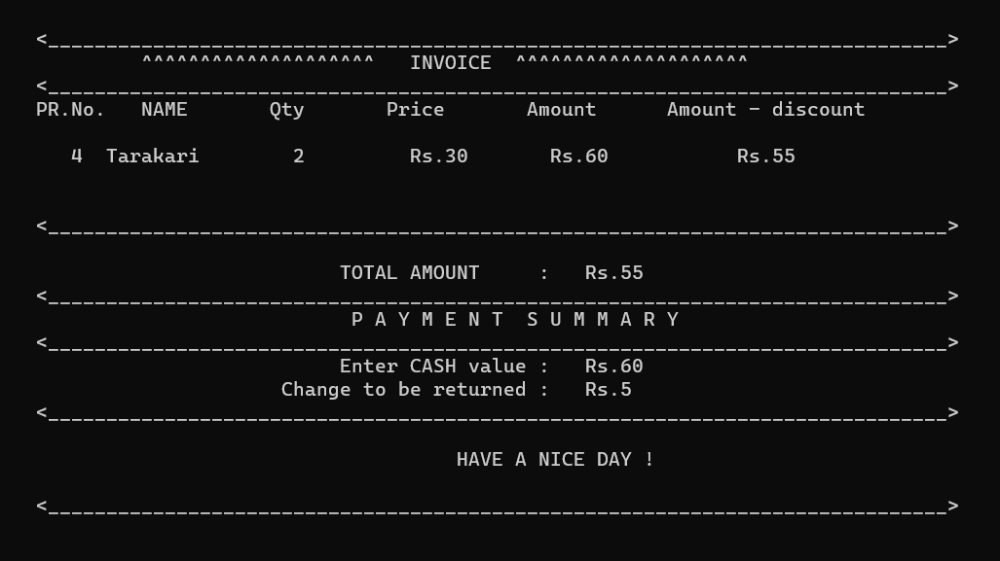 <_____________________________________________________________________________>
^^^^^^^^^^^^^^^^^^^^ INVOICE ^^^^^^^^^^^^^^^^^^^^
<_____________________________________________________________________________>
PR.No. NAME Qty Price Amount Amount - discount
4 Tarakari 2 Rs.30 Rs.60 Rs.55
<_____________________________________________________________________________>
TOTAL AMOUNT : Rs.55
<_____________________________________________________________________________>
P A Y M E N T S U M M A R Y
<_____________________________________________________________________________>
Enter CASH value : Rs.60
Change to be returned : Rs.5
<_____________________________________________________________________________>
HAVE A NICE DAY !
<_____________________________________________________________________________>